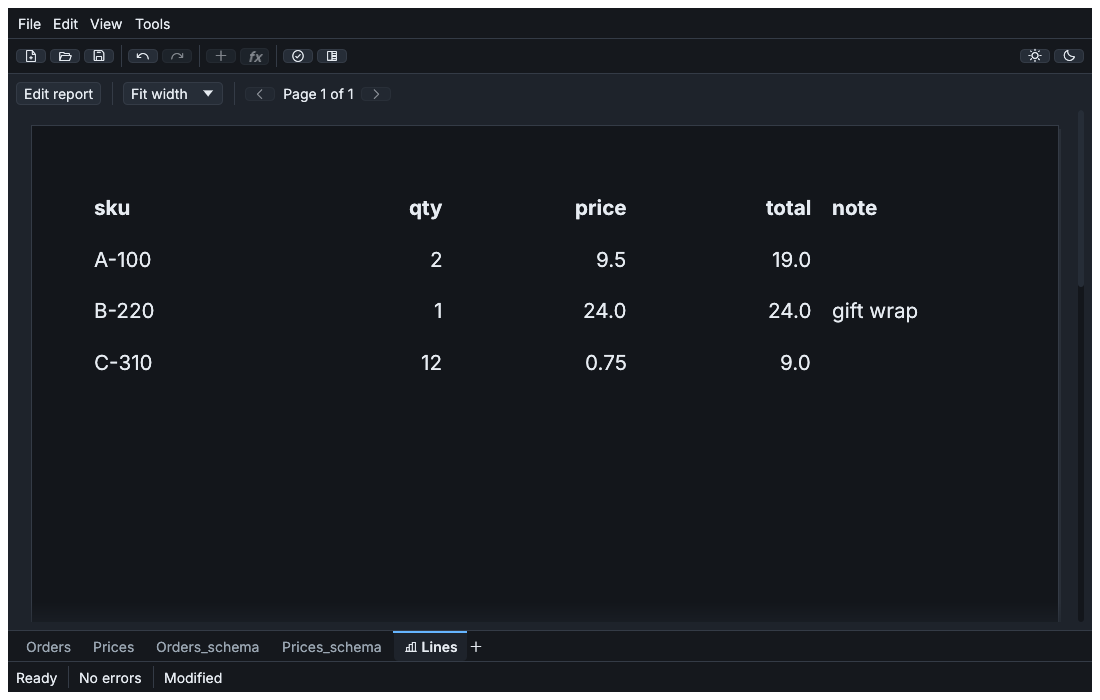 File Edit View Tools
fx
Edit report Fit width Page 1 of 1
sku qty price total note
A-100 2 9.5 19.0
B-220 1 24.0 24.0 gift wrap
C-310 12 0.75 9.0
Orders Prices Orders_schema Prices_schema Lines +
Ready No errors Modified